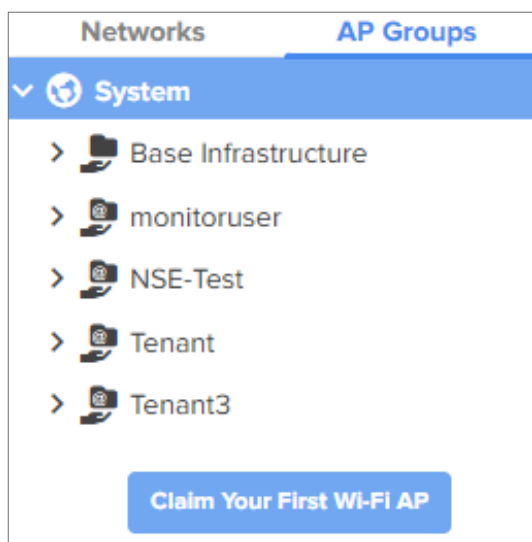 Networks AP Groups
System
Base Infrastructure
monitoruser
NSE-Test
Tenant
Tenant3
Claim Your First Wi-Fi AP